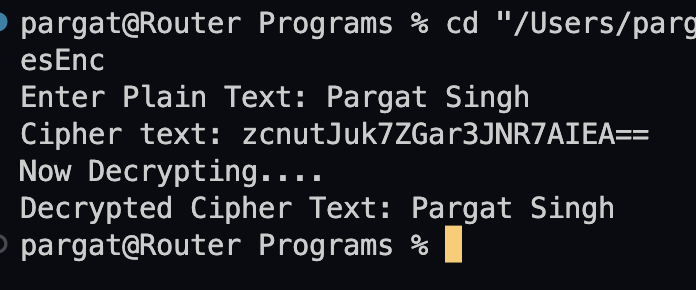 pargat@Router Programs % cd "/Users/parg
esEnc
Enter Plain Text: Pargat Singh
Cipher text: zcnutJuk7ZGar3JNR7AIEA==
Now Decrypting....
Decrypted Cipher Text: Pargat Singh
pargat@Router Programs %